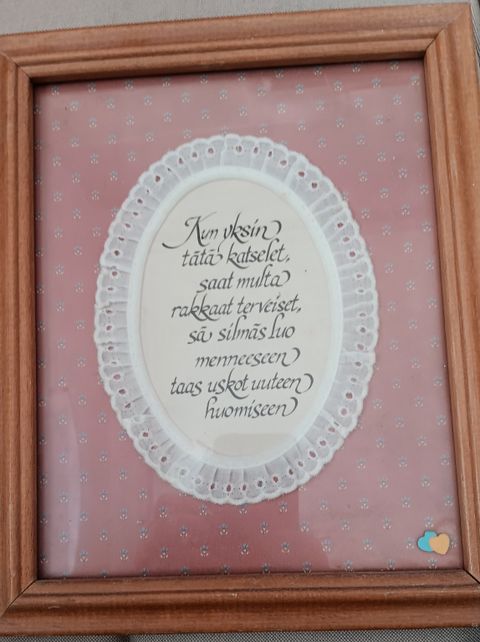 Kun yksin
tätä katselet,
saat multa
rakkaat terveiset,
sä silmäs luo
menneeseen
taas uskot uuteen
huomiseen